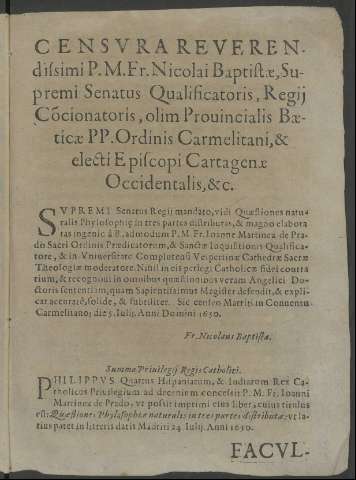 CENSVRA REVEREN-
dissimi P. M. Fr. Nicolai Baptistæ, Su-
premi Senatus Qualificatoris, Regij
Cōcionatoris, olim Prouincialis Bæ-
ticæ PP. Ordinis Carmelitani, &
electi Episcopi Cartagenæ
Occidentalis, &c.
SVPREMI Senatus Regij mandato, vidi Quæstiones natu-
ralis Philosophiæ in tres partes distributas, & magno elabora
tas ingenio à R. admodum P. M. Fr. Ioanne Martinez de Pra-
do Sacri Ordinis Prædicatorum, & Sanctæ Inquisitionis Qualifica-
tore, & in Vniuersitate Complutensi Vespertinæ Cathedræ Sacræ
Theologiæ moderatore. Nihil in eis perlegi Catholicæ fidei contra
rium, & recognoui in omnibus quæstionibus veram Angelici Do-
ctoris sententiam, quam Sapientissimus Magister defendit, & expli-
cat accuratè, solide, & subtiliter. Sic censeo Matriti in Conuentu
Carmelitano; die 5. Iulij. Anni Domini 1650.
Fr. Nicolaus Baptista.
Summa Priuilegij Regis Catholici.
PHILIPPVS Quartus Hispaniarum, & Indiarum Rex Ca-
tholicus Priuilegium ad decenium concessit P. M. Fr. Ioanni
Martinez de Prado, vt possit imprimi eius liber, cuius titulus
est: Quæstiones Philosophiæ naturalis in tres partes distributæ; vt la-
tius patet in litteris datis Madriti 24. Iulij. Anni 1650.
FACVL-